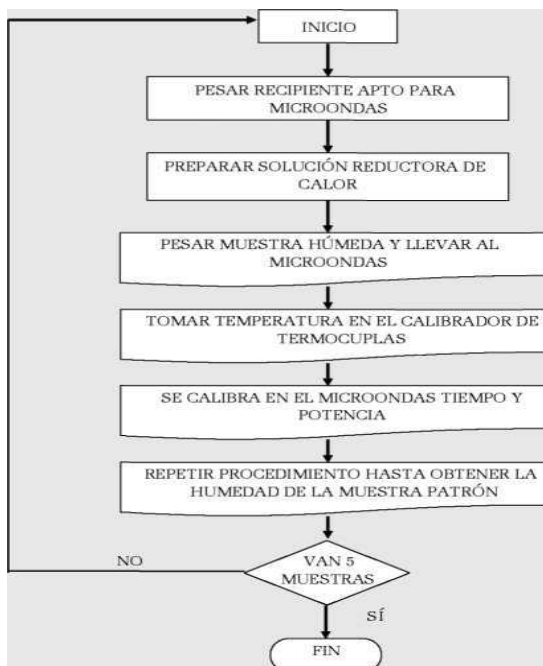 INICIO
PESAR RECIPIENTE APTO PARA
MICROONDAS
PREPARAR SOLUCIÓN REDUCTORA DE
CALOR
PESAR MUESTRA HÚMEDA Y LLEVAR AL
MICROONDAS
TOMAR TEMPERATURA EN EL CALIBRADOR DE
TERMOCUPLAS
SE CALIBRA EN EL MICROONDAS TIEMPO Y
POTENCIA
REPETIR PROCEDIMIENTO HASTA OBTENER LA
HUMEDAD DE LA MUESTRA PATRÓN
NO
VAN 5
MUESTRAS
SÍ
FIN